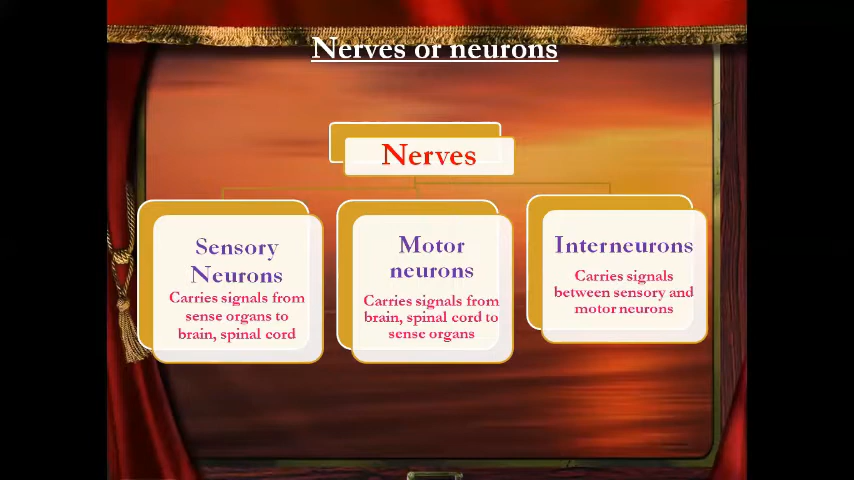 Nerves or neurons
Nerves
Sensory
Neurons
Carries signals from
sense organs to
brain, spinal cord
Motor
neurons
Carries signals from
brain, spinal cord to
sense organs
Interneurons
Carries signals
between sensory and
motor neurons